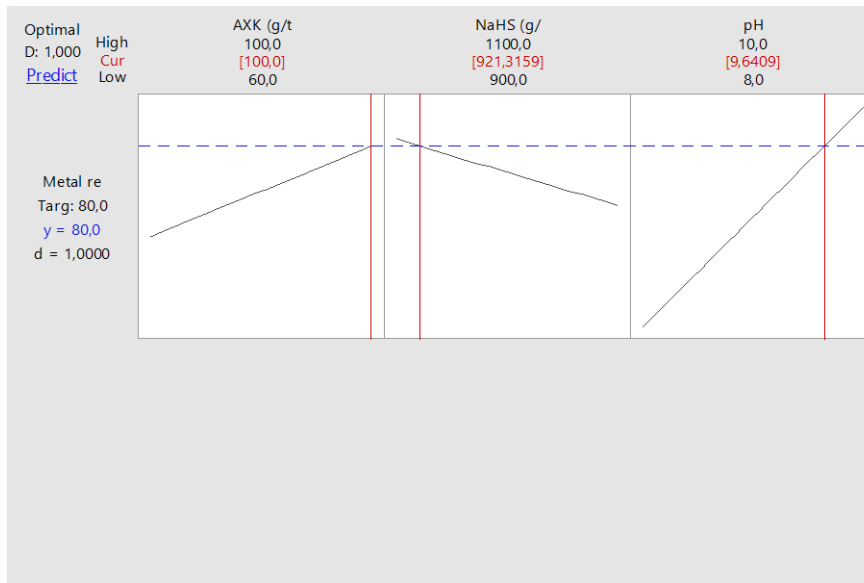 Optimal
D: 1,000
Predict
High
Cur
Low
AXK (g/t
100,0
[100,0]
60,0
NaHS (g/
1100,0
[921,3159]
900,0
pH
10,0
[9,6409]
8,0
Metal re
Targ: 80,0
y = 80,0
d = 1,0000